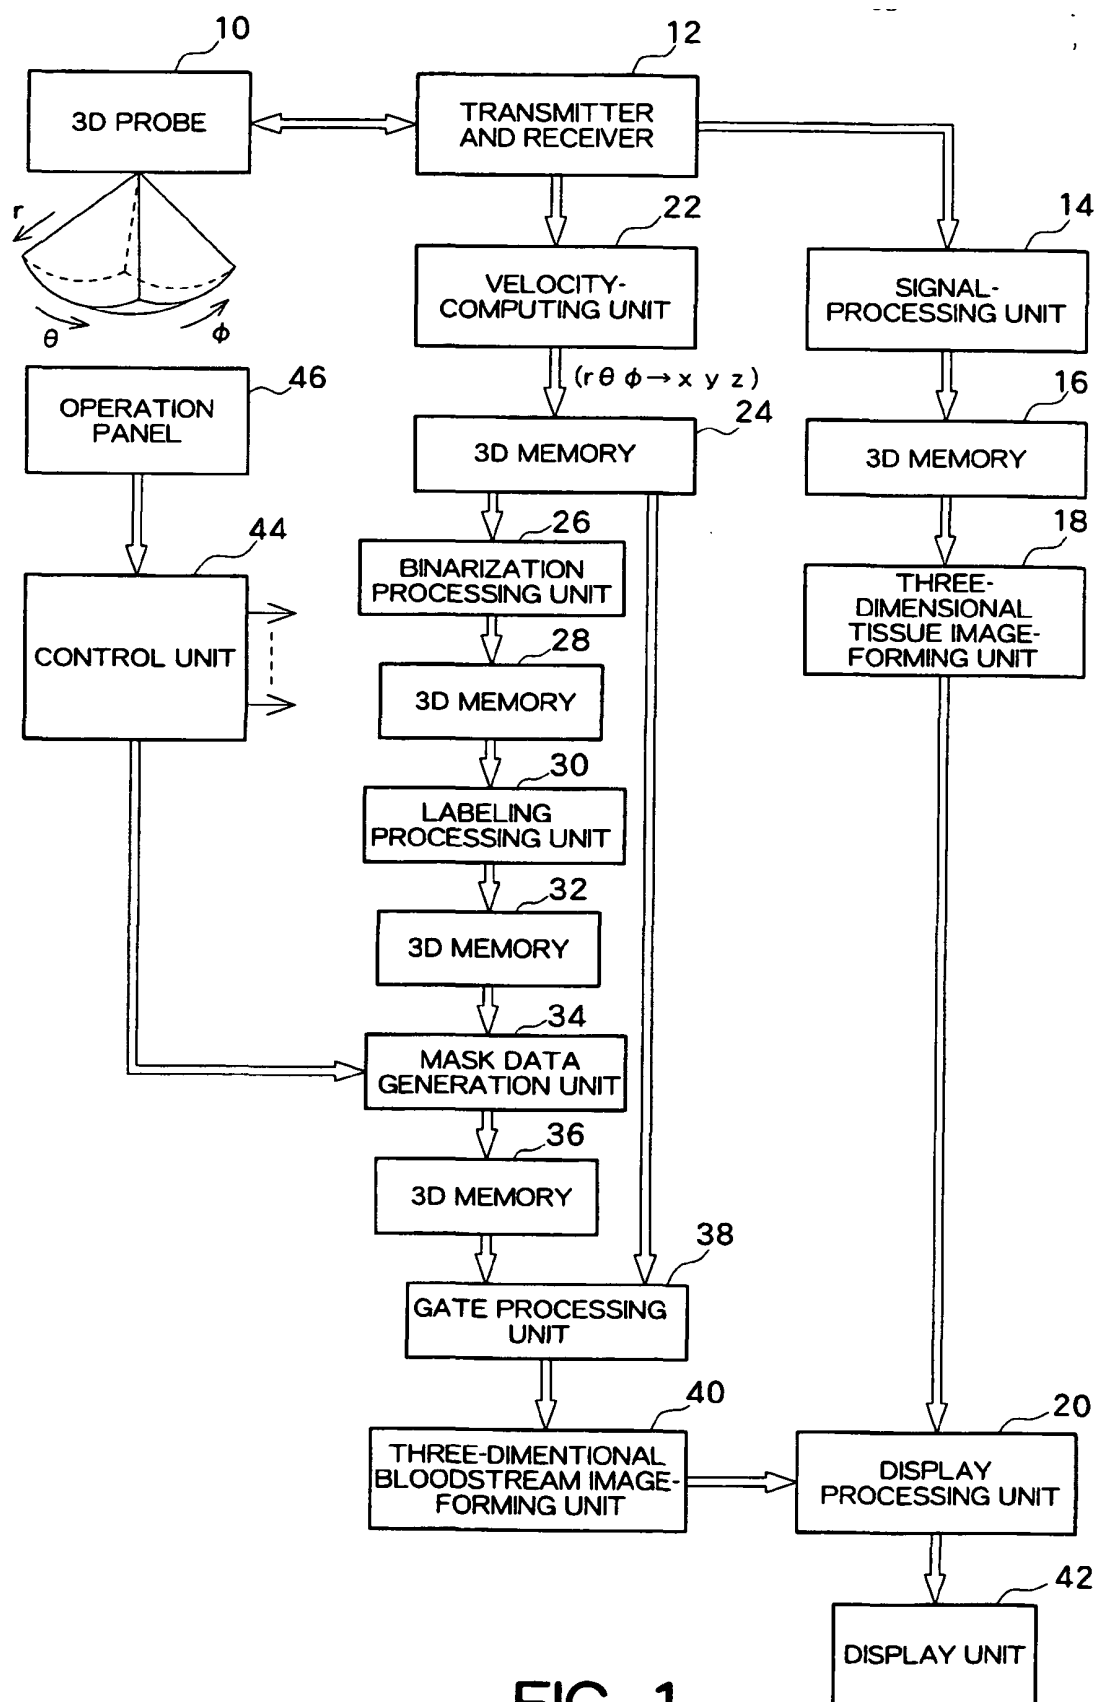 10
3D PROBE
12
TRANSMITTER
AND RECEIVER
r
θ
ϕ
22
VELOCITY-
COMPUTING UNIT
14
SIGNAL-
PROCESSING UNIT
(r θ ϕ → x y z)
46
OPERATION
PANEL
24
3D MEMORY
16
3D MEMORY
44
CONTROL UNIT
26
BINARIZATION
PROCESSING UNIT
18
THREE-
DIMENSIONAL
TISSUE IMAGE-
FORMING UNIT
28
3D MEMORY
30
LABELING
PROCESSING UNIT
32
3D MEMORY
34
MASK DATA
GENERATION UNIT
36
3D MEMORY
38
GATE PROCESSING
UNIT
40
THREE-DIMENTIONAL
BLOODSTREAM IMAGE-
FORMING UNIT
20
DISPLAY
PROCESSING UNIT
42
DISPLAY UNIT
FIG. 1